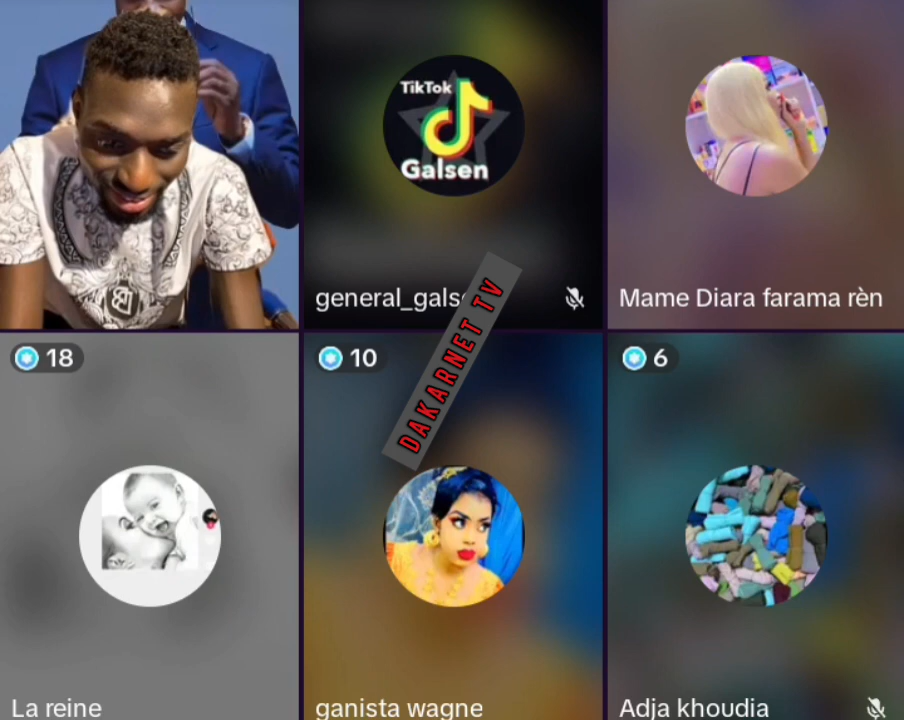 TikTok
Galsen
general_gals
Mame Diara farama rèn
DAKARNET TV
18
10
6
La reine
ganista wagne
Adja khoudia